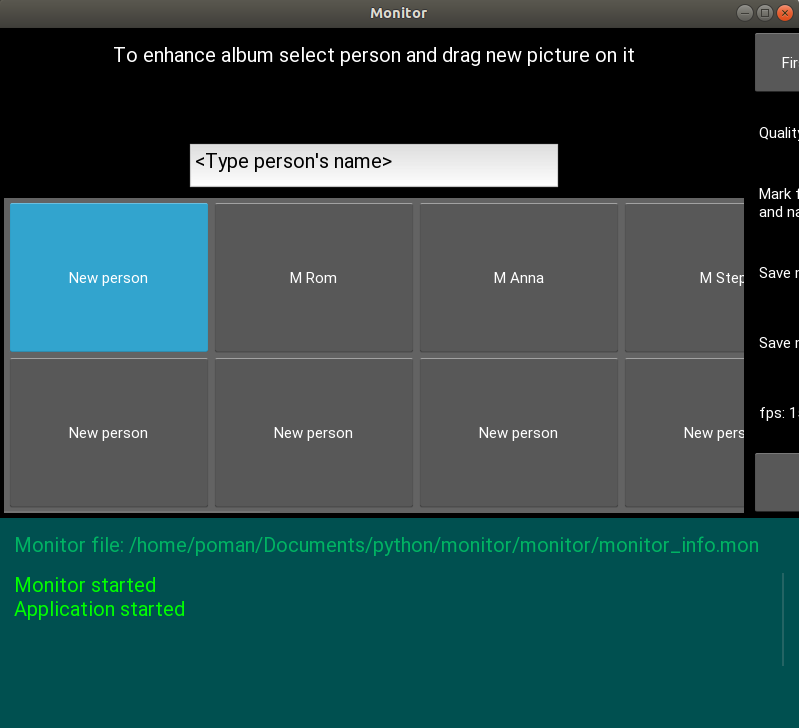 Monitor
To enhance album select person and drag new picture on it
Fir
Quality
<Type person's name>
Mark f
and na
New person
M Rom
M Anna
M Step
Save r
Save r
New person
New person
New person
New pers
fps: 1
Monitor file: /home/poman/Documents/python/monitor/monitor/monitor_info.mon
Monitor started
Application started